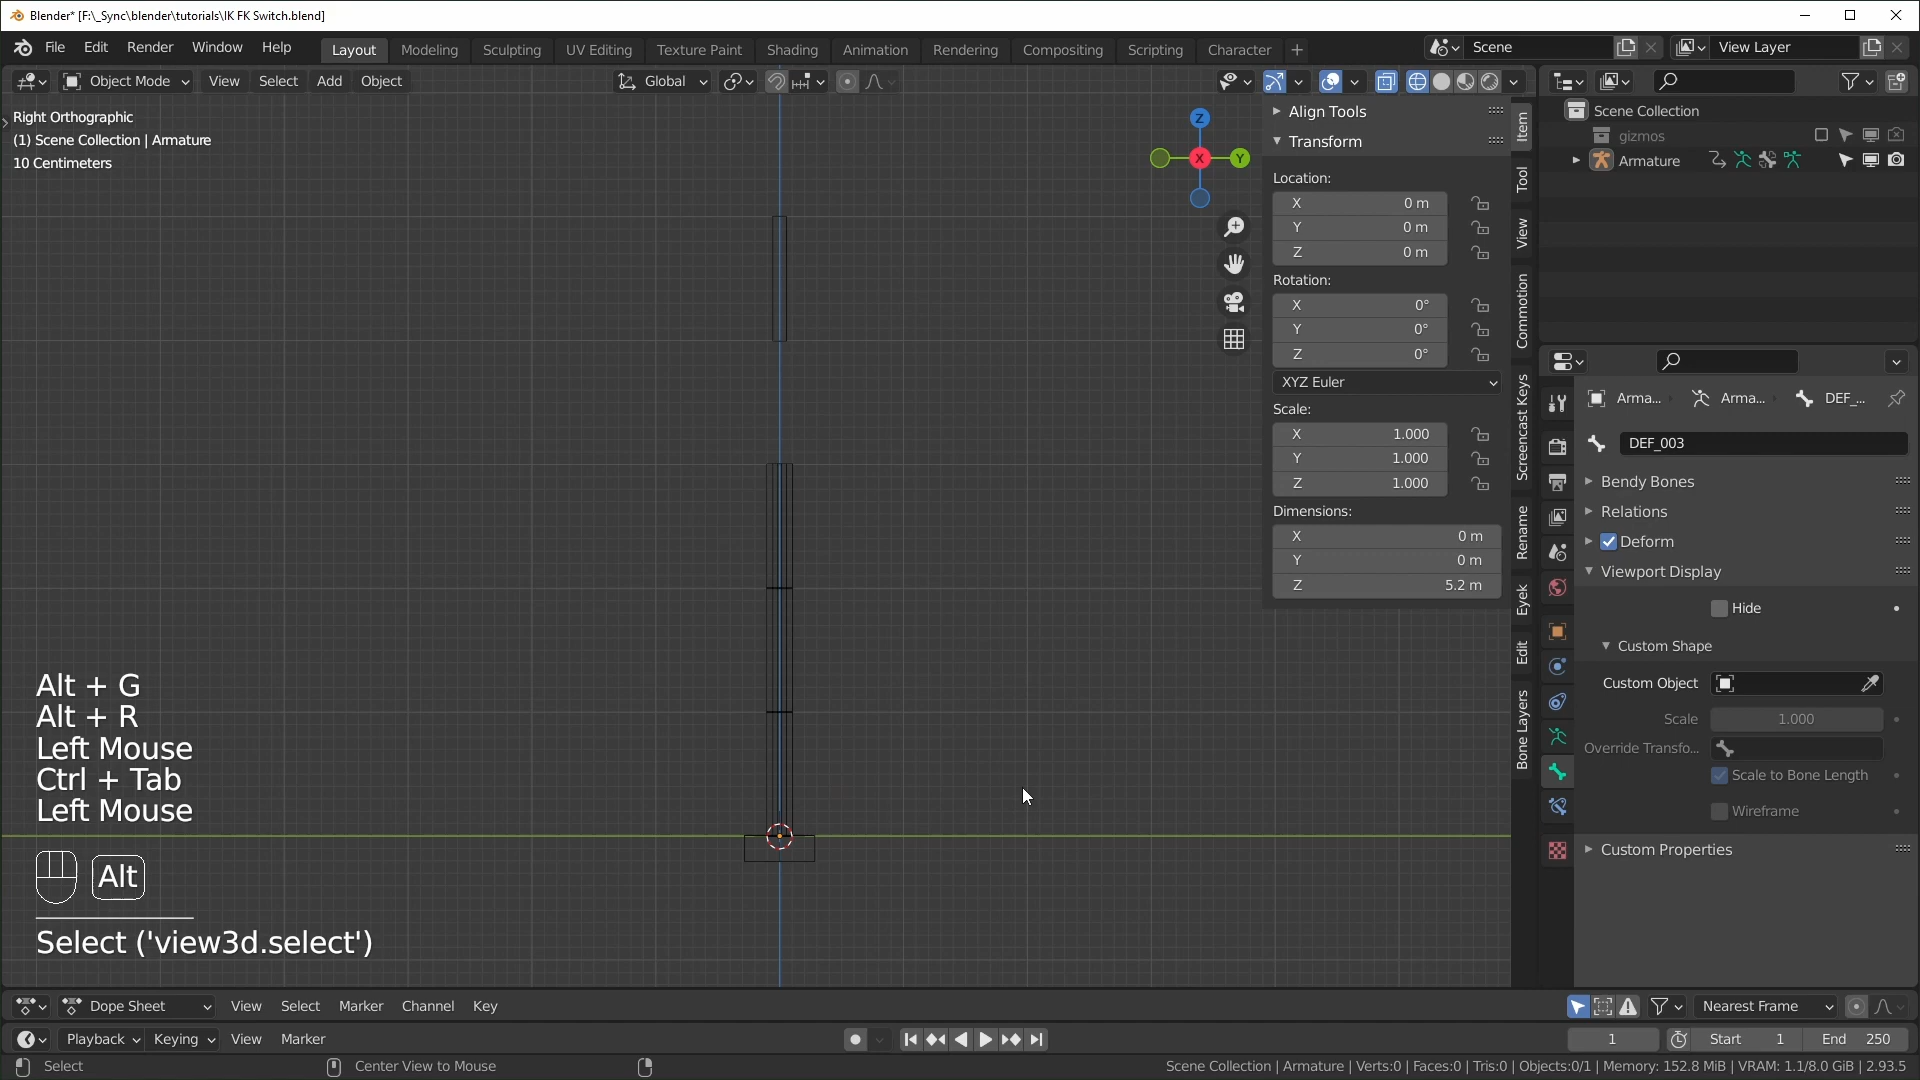 Blender* [F:\_Sync\blender\tutorials\IK FK Switch.blend]
File Edit Render Window Help Layout Modeling Sculpting UV Editing Texture Paint Shading Animation Rendering Compositing Scripting Character Scene View Layer
Object Mode View Select Add Object Global
Right Orthographic
(1) Scene Collection | Armature
10 Centimeters
Z
Y
X
Align Tools
Transform
Location:
X 0 m
Y 0 m
Z 0 m
Rotation:
X 0°
Y 0°
Z 0°
XYZ Euler
Scale:
X 1.000
Y 1.000
Z 1.000
Dimensions:
X 0 m
Y 0 m
Z 5.2 m
Item
Tool
View
Commotion
Screencast Keys
Rename
Eyek
Edit
Bone Layers
Scene Collection
gizmos
Armature
Arma... Arma... DEF_...
DEF_003
Bendy Bones
Relations
Deform
Viewport Display
Hide
Custom Shape
Custom Object
Scale 1.000
Override Transfo...
Scale to Bone Length
Wireframe
Custom Properties
Alt + G
Alt + R
Left Mouse
Ctrl + Tab
Left Mouse
Alt
Select ('view3d.select')
Dope Sheet View Select Marker Channel Key Nearest Frame
Playback Keying View Marker 1 Start 1 End 250
Select Center View to Mouse Scene Collection | Armature | Verts:0 | Faces:0 | Tris:0 | Objects:0/1 | Memory: 152.8 MiB | VRAM: 1.1/8.0 GiB | 2.93.5